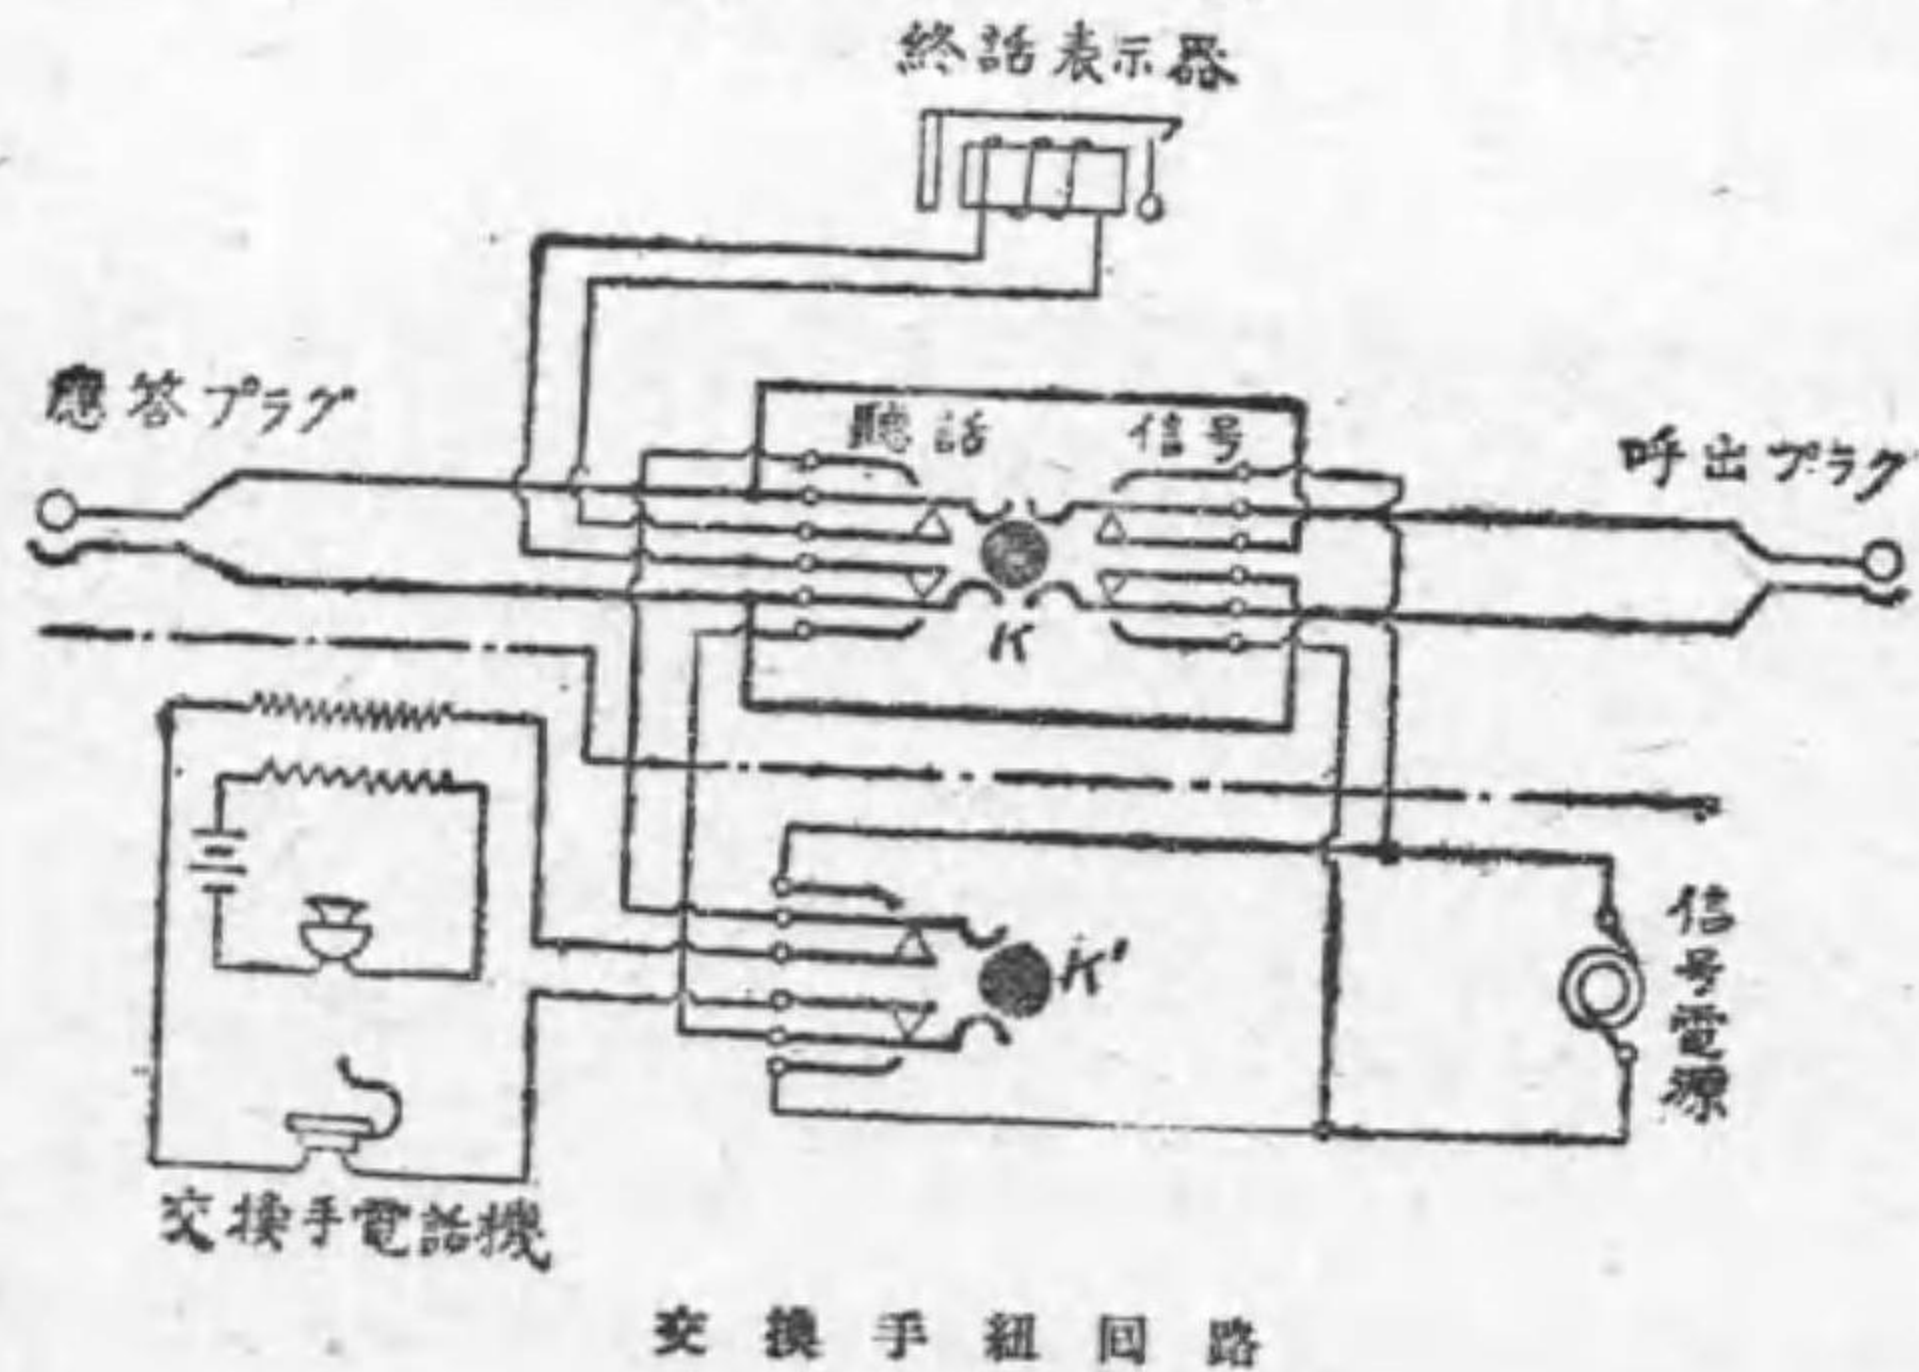 終話表示器
應答プラグ
聽話
信号
呼出プラグ
K
K'
信号電源
交換手電話機
交換手紐回路